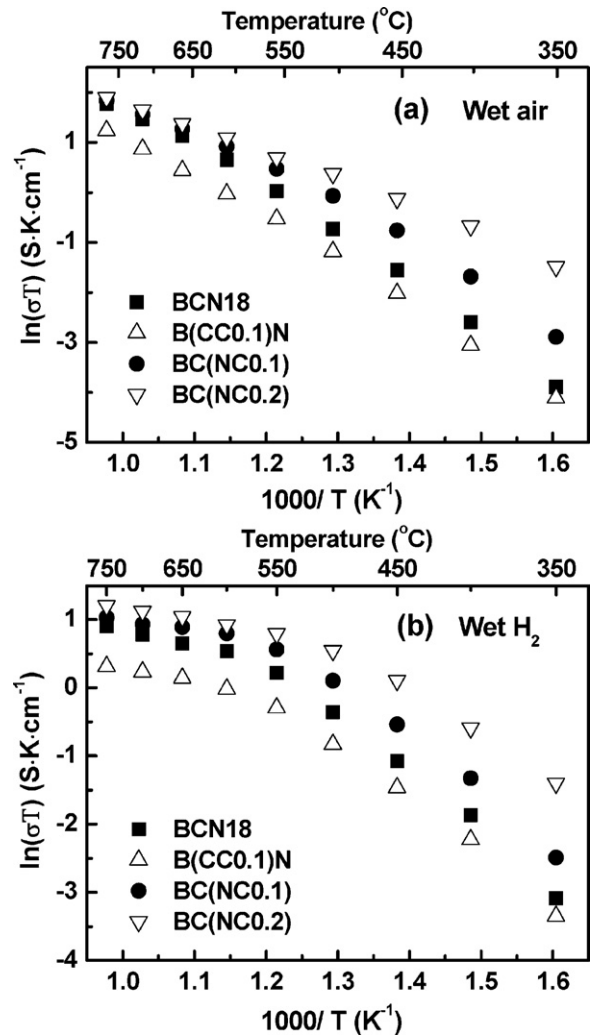 Temperature (°C)
750 650 550 450 350
(a) Wet air
1
-1
-3
-5
ln(σT) (S·K·cm⁻¹)
BCN18
B(CC0.1)N
BC(NC0.1)
BC(NC0.2)
1.0 1.1 1.2 1.3 1.4 1.5 1.6
1000/ T (K⁻¹)
Temperature (°C)
750 650 550 450 350
(b) Wet H₂
1
0
-1
-2
-3
-4
ln(σT) (S·K·cm⁻¹)
BCN18
B(CC0.1)N
BC(NC0.1)
BC(NC0.2)
1.0 1.1 1.2 1.3 1.4 1.5 1.6
1000/ T (K⁻¹)